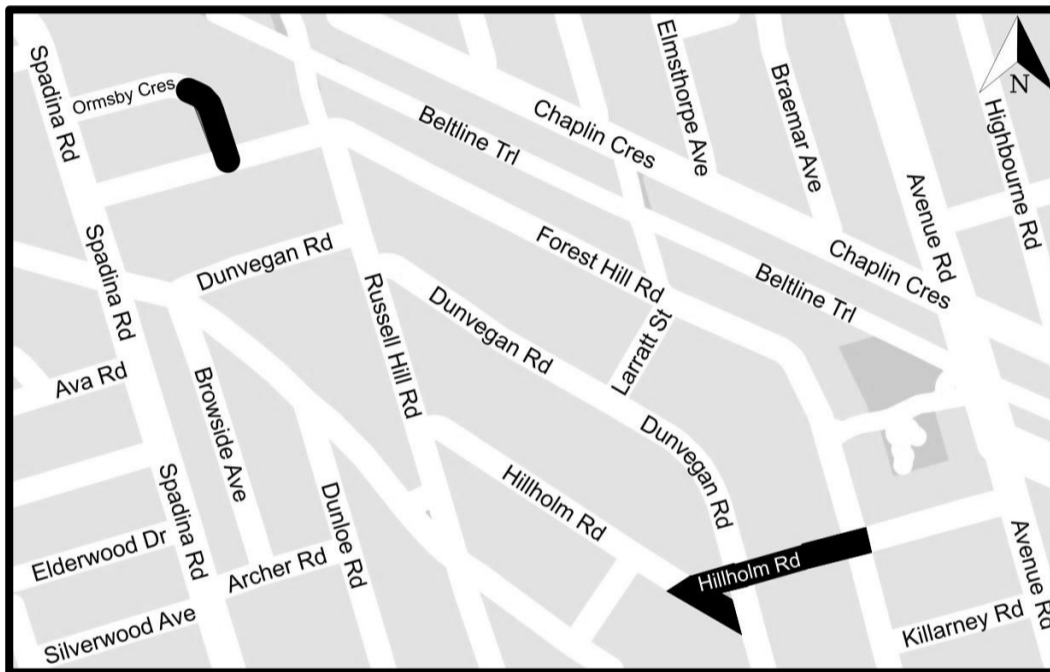 Spadina Rd
Ormsby Cres
Elmsthorpe Ave
Braemar Ave
Highbourne Rd
N
Chaplin Cres
Beltline Trl
Avenue Rd
Spadina Rd
Dunvegan Rd
Forest Hill Rd
Beltline Trl
Chaplin Cres
Russell Hill Rd
Dunvegan Rd
Larratt St
Ava Rd
Browside Ave
Dunvegan Rd
Hillholm Rd
Spadina Rd
Dunloe Rd
Elderwood Dr
Archer Rd
Hillholm Rd
Avenue Rd
Silverwood Ave
Killarney Rd